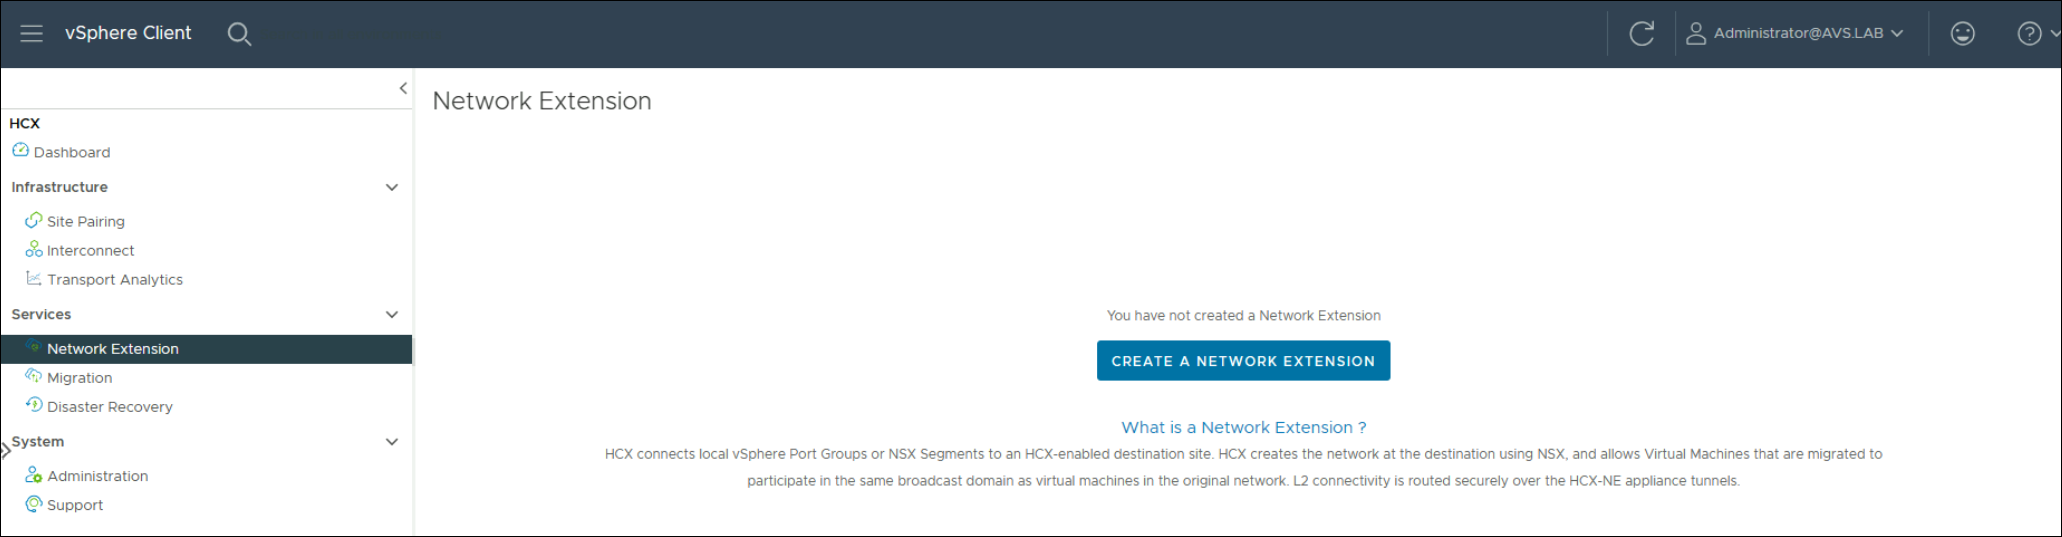 vSphere Client
Administrator@AVS.LAB
HCX
Dashboard
Infrastructure
Site Pairing
Interconnect
Transport Analytics
Services
Network Extension
Migration
Disaster Recovery
System
Administration
Support
Network Extension
You have not created a Network Extension
CREATE A NETWORK EXTENSION
What is a Network Extension ?
HCX connects local vSphere Port Groups or NSX Segments to an HCX-enabled destination site. HCX creates the network at the destination using NSX, and allows Virtual Machines that are migrated to
participate in the same broadcast domain as virtual machines in the original network. L2 connectivity is routed securely over the HCX-NE appliance tunnels.